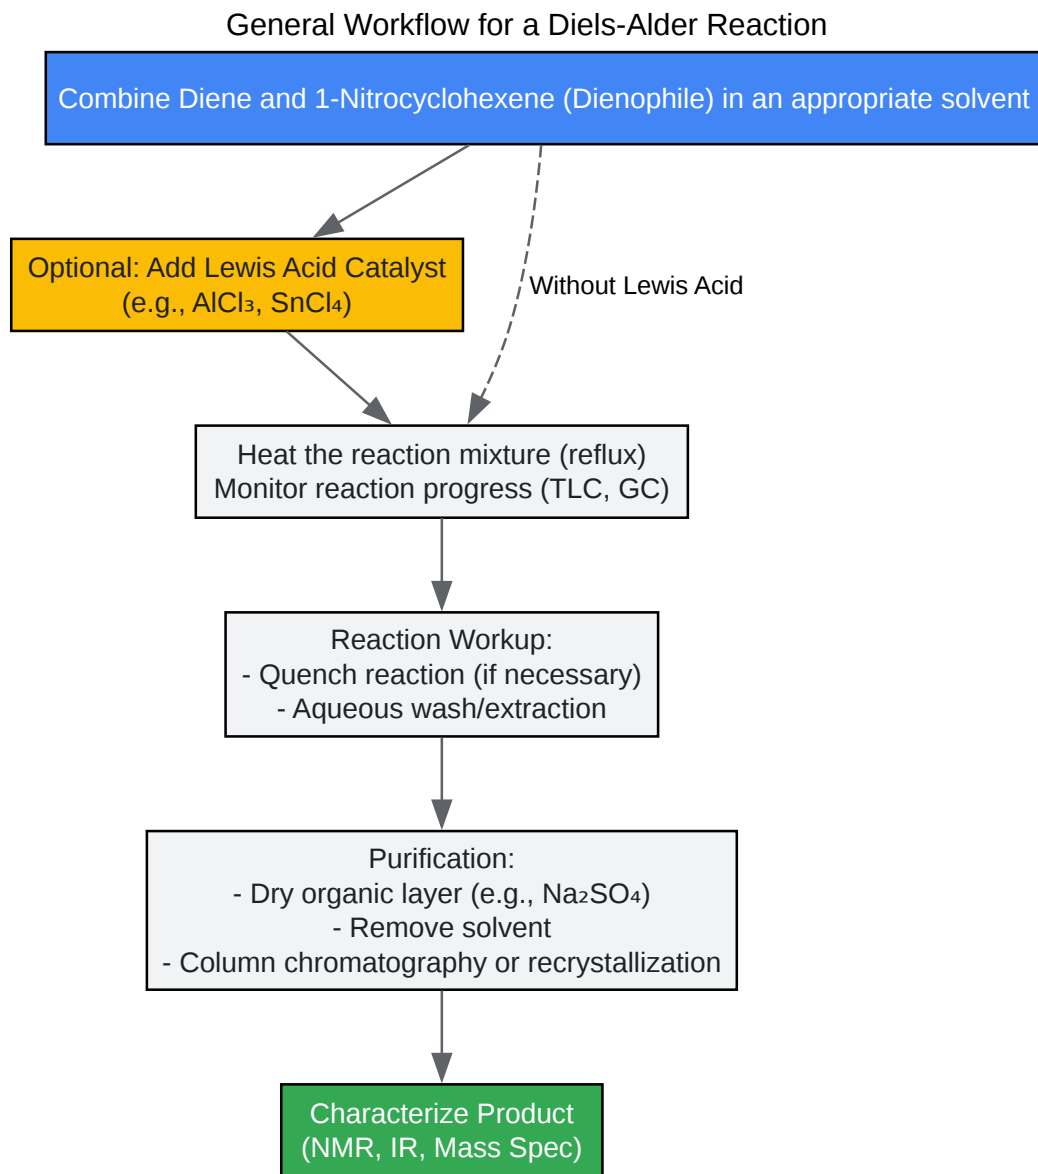 General Workflow for a Diels-Alder Reaction
Combine Diene and 1-Nitrocyclohexene (Dienophile) in an appropriate solvent
Optional: Add Lewis Acid Catalyst
(e.g., AlCl₃, SnCl₄)
Without Lewis Acid
Heat the reaction mixture (reflux)
Monitor reaction progress (TLC, GC)
Reaction Workup:
- Quench reaction (if necessary)
- Aqueous wash/extraction
Purification:
- Dry organic layer (e.g., Na₂SO₄)
- Remove solvent
- Column chromatography or recrystallization
Characterize Product
(NMR, IR, Mass Spec)